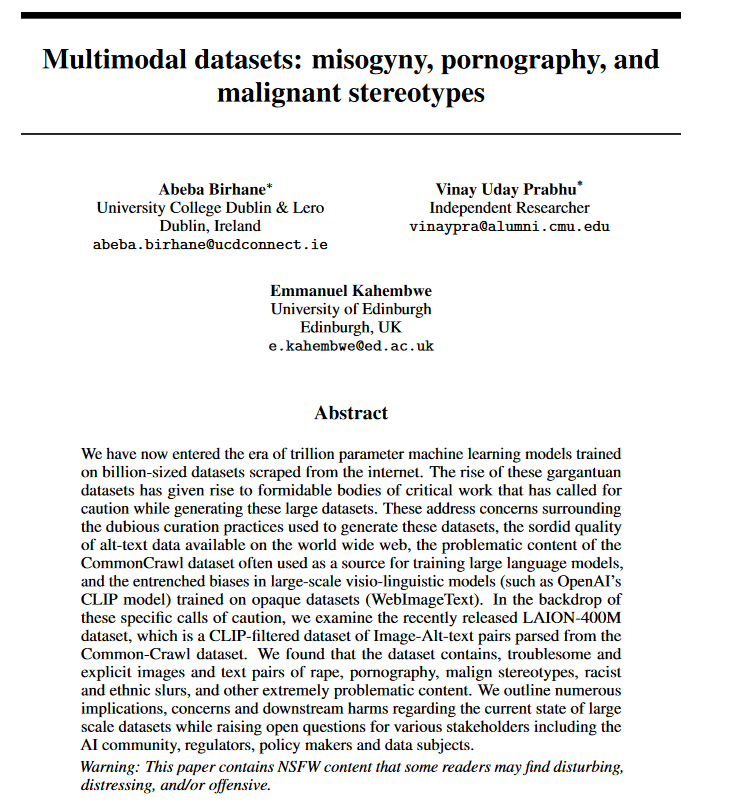 Multimodal datasets: misogyny, pornography, and
malignant stereotypes
Abeba Birhane*
University College Dublin & Lero
Dublin, Ireland
abeba.birhane@ucdconnect.ie
Vinay Uday Prabhu*
Independent Researcher
vinaypra@alumni.cmu.edu
Emmanuel Kahembwe
University of Edinburgh
Edinburgh, UK
e.kahembwe@ed.ac.uk
Abstract
We have now entered the era of trillion parameter machine learning models trained
on billion-sized datasets scraped from the internet. The rise of these gargantuan
datasets has given rise to formidable bodies of critical work that has called for
caution while generating these large datasets. These address concerns surrounding
the dubious curation practices used to generate these datasets, the sordid quality
of alt-text data available on the world wide web, the problematic content of the
CommonCrawl dataset often used as a source for training large language models,
and the entrenched biases in large-scale visio-linguistic models (such as OpenAI's
CLIP model) trained on opaque datasets (WebImageText). In the backdrop of
these specific calls of caution, we examine the recently released LAION-400M
dataset, which is a CLIP-filtered dataset of Image-Alt-text pairs parsed from the
Common-Crawl dataset. We found that the dataset contains, troublesome and
explicit images and text pairs of rape, pornography, malign stereotypes, racist
and ethnic slurs, and other extremely problematic content. We outline numerous
implications, concerns and downstream harms regarding the current state of large
scale datasets while raising open questions for various stakeholders including the
AI community, regulators, policy makers and data subjects.
Warning: This paper contains NSFW content that some readers may find disturbing,
distressing, and/or offensive.